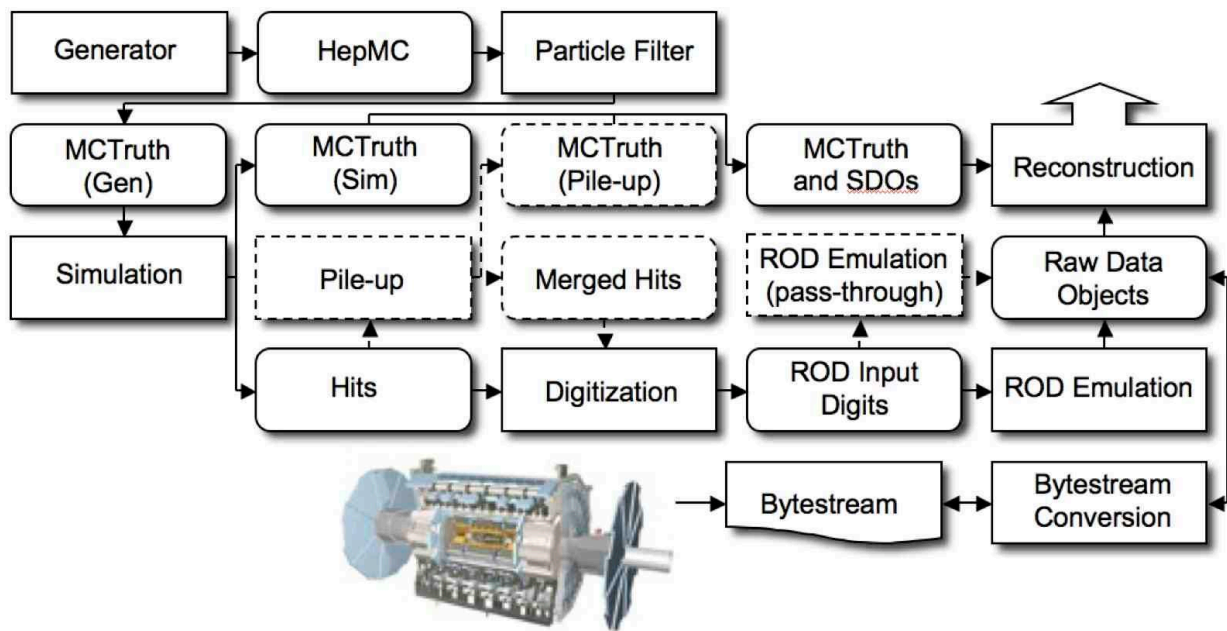 Generator
HepMC
Particle Filter
MCTruth
(Gen)
MCTruth
(Sim)
MCTruth
(Pile-up)
MCTruth
and SDOs
Reconstruction
Simulation
Pile-up
Merged Hits
ROD Emulation
(pass-through)
Raw Data
Objects
Hits
Digitization
ROD Input
Digits
ROD Emulation
Bytestream
Bytestream
Conversion